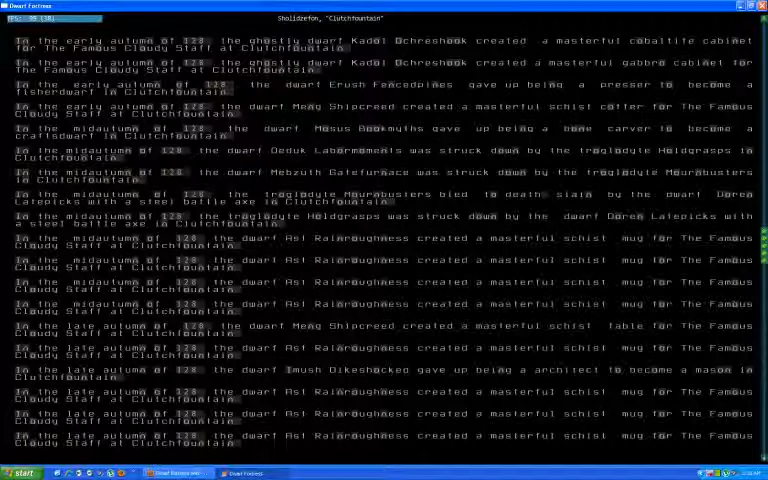 Dwarf Fortress
FPS: 99 (38)
Sholidzefon, "Clutchfountain"
In the early autumn of 128 the ghostly dwarf Kadol Ochreshook created a masterful cobaltite cabinet
for The Famous Cloudy Staff at Clutchfountain.
In the early autumn of 128 the ghostly dwarf Kadol Ochreshook created a masterful gabbro cabinet for
The Famous Cloudy Staff at Clutchfountain.
In the early autumn of 128 the dwarf Erush Fencedpines gave up being a presser to become a
fisherdwarf in Clutchfountain.
In the early autumn of 128 the dwarf Meng Shipcreed created a masterful schist coffer for The Famous
Cloudy Staff at Clutchfountain.
In the midautumn of 128 the dwarf Mosus Bookmyths gave up being a bone carver to become a
craftsdwarf in Clutchfountain.
In the midautumn of 128 the dwarf Deduk Labormoments was struck down by the troglodyte Holdgrasps in
Clutchfountain.
In the midautumn of 128 the dwarf Mebzuth Gatefurnace was struck down by the troglodyte Mournbusters
in Clutchfountain.
In the midautumn of 128 the troglodyte Mournbusters bled to death, slain by the dwarf Doren
Latepicks with a steel battle axe in Clutchfountain.
In the midautumn of 128 the troglodyte Holdgrasps was struck down by the dwarf Doren Latepicks with
a steel battle axe in Clutchfountain.
In the midautumn of 128 the dwarf Ast Rainroughness created a masterful schist mug for The Famous
Cloudy Staff at Clutchfountain.
In the midautumn of 128 the dwarf Ast Rainroughness created a masterful schist mug for The Famous
Cloudy Staff at Clutchfountain.
In the midautumn of 128 the dwarf Ast Rainroughness created a masterful schist mug for The Famous
Cloudy Staff at Clutchfountain.
In the midautumn of 128 the dwarf Ast Rainroughness created a masterful schist mug for The Famous
Cloudy Staff at Clutchfountain.
In the late autumn of 128 the dwarf Meng Shipcreed created a masterful schist table for The Famous
Cloudy Staff at Clutchfountain.
In the late autumn of 128 the dwarf Ast Rainroughness created a masterful schist mug for The Famous
Cloudy Staff at Clutchfountain.
In the late autumn of 128 the dwarf Imush Oikeshocked gave up being a architect to become a mason in
Clutchfountain.
In the late autumn of 128 the dwarf Ast Rainroughness created a masterful schist mug for The Famous
Cloudy Staff at Clutchfountain.
In the late autumn of 128 the dwarf Ast Rainroughness created a masterful schist mug for The Famous
Cloudy Staff at Clutchfountain.
In the late autumn of 128 the dwarf Ast Rainroughness created a masterful schist mug for The Famous
Cloudy Staff at Clutchfountain.
start
Dwarf Fortress